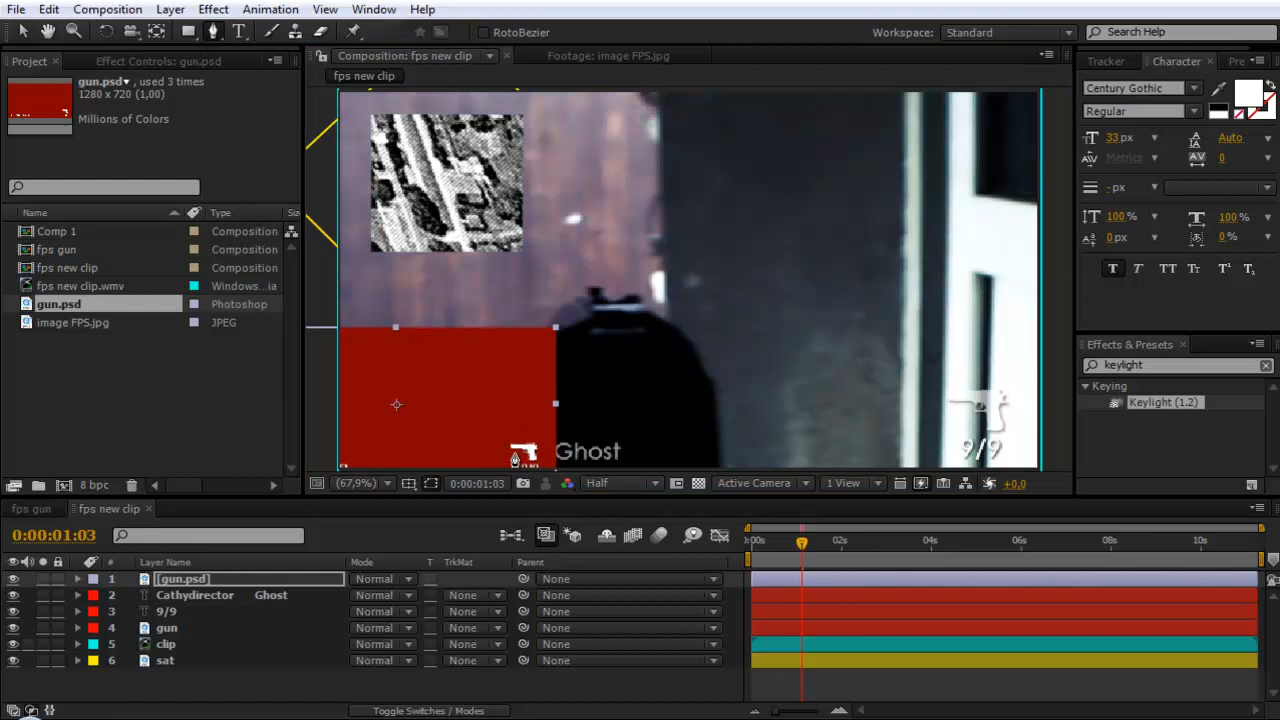 File Edit Composition Layer Effect Animation View Window Help
RotoBezier Workspace: Standard Search Help
Project Effect Controls: gun.psd Composition: fps new clip Footage: image FPS.jpg Tracker Character Pre
gun.psd , used 3 times
1280 x 720 (1,00)
Millions of Colors
fps new clip
Century Gothic
Regular
33 px Auto
Metrics 0
- px
100 % 100 %
0 px 0 %
T T TT Tт T¹ T₁
Effects & Presets
keylight
Keying
Keylight (1.2)
Name Type Siz
Comp 1 Composition
fps gun Composition
fps new clip Composition
fps new clip.wmv Windows...ia
gun.psd Photoshop
image FPS.jpg JPEG
Ghost
9/9
8 bpc (67,9%) 0:00:01:03 Half Active Camera 1 View +0,0
fps gun fps new clip
0:00:01:03
:00s 02s 04s 06s 08s 10s
# Layer Name Mode T TrkMat Parent
1 [gun.psd] Normal None
2 Cathydirector Ghost Normal None None
3 9/9 Normal None None
4 gun Normal None None
5 clip Normal None None
6 sat Normal None None
Toggle Switches / Modes